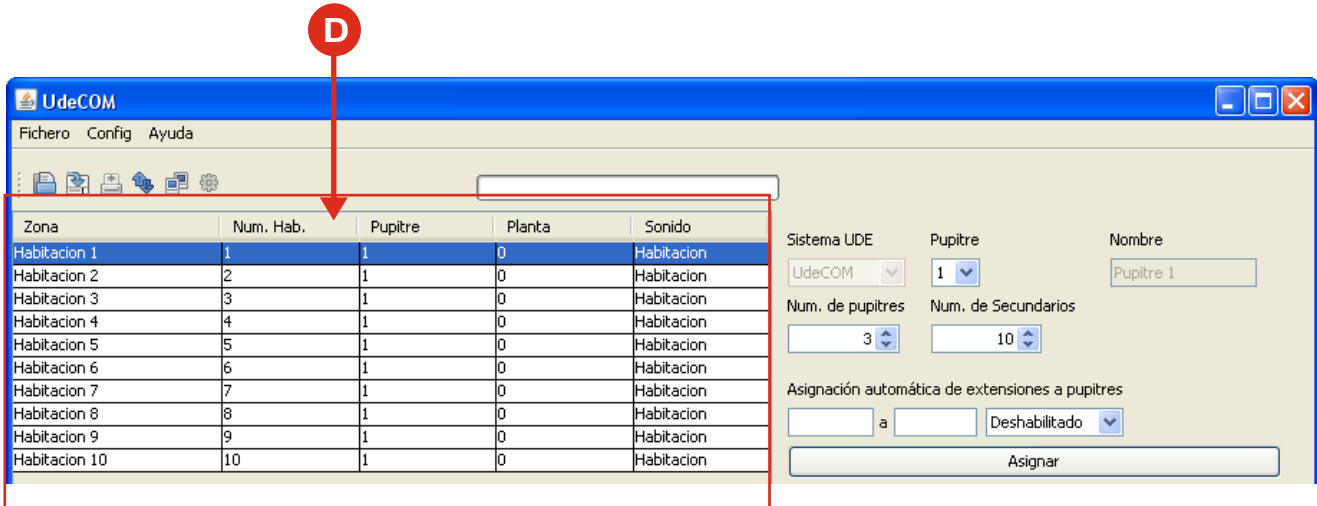 D
UdeCOM
Fichero Config Ayuda
Zona Num. Hab. Pupitre Planta Sonido
Habitacion 1 1 1 0 Habitacion
Habitacion 2 2 1 0 Habitacion
Habitacion 3 3 1 0 Habitacion
Habitacion 4 4 1 0 Habitacion
Habitacion 5 5 1 0 Habitacion
Habitacion 6 6 1 0 Habitacion
Habitacion 7 7 1 0 Habitacion
Habitacion 8 8 1 0 Habitacion
Habitacion 9 9 1 0 Habitacion
Habitacion 10 10 1 0 Habitacion
Sistema UDE Pupitre Nombre
UdeCOM 1 Pupitre 1
Num. de pupitres Num. de Secundarios
3 10
Asignación automática de extensiones a pupitres
a Deshabilitado
Asignar